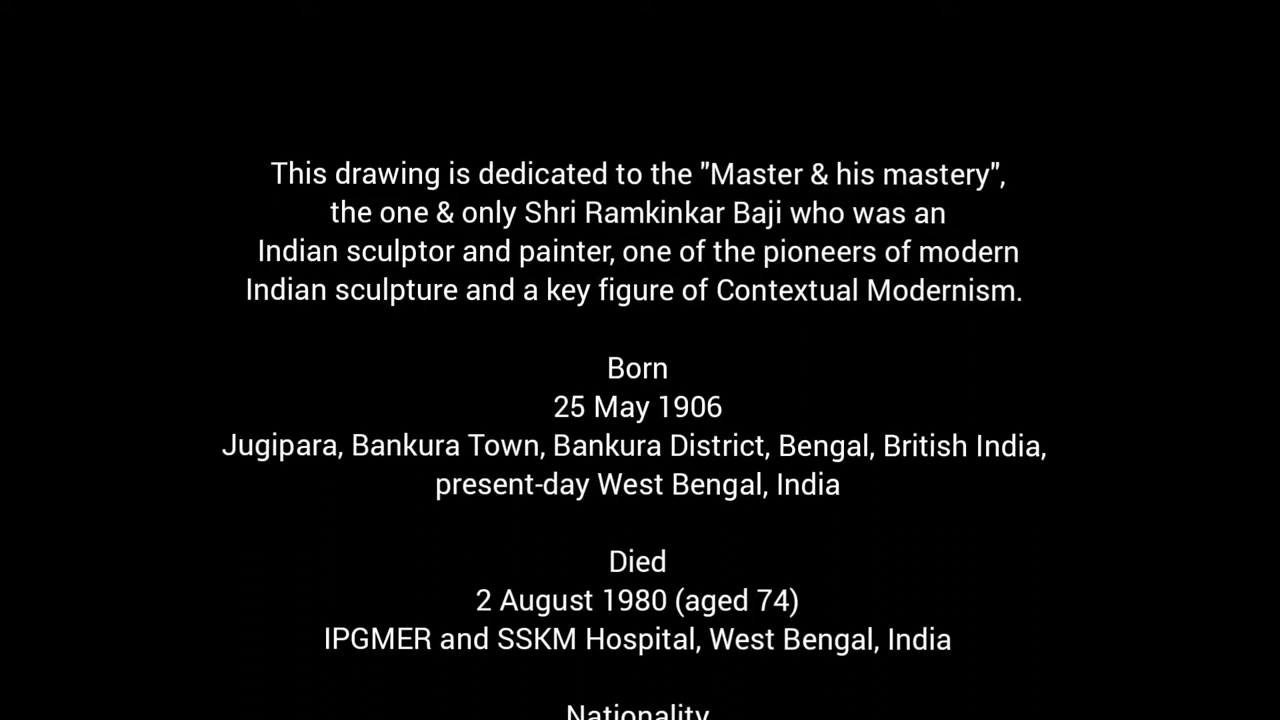 This drawing is dedicated to the "Master & his mastery",
the one & only Shri Ramkinkar Baji who was an
Indian sculptor and painter, one of the pioneers of modern
Indian sculpture and a key figure of Contextual Modernism.
Born
25 May 1906
Jugipara, Bankura Town, Bankura District, Bengal, British India,
present-day West Bengal, India
Died
2 August 1980 (aged 74)
IPGMER and SSKM Hospital, West Bengal, India
Nationality